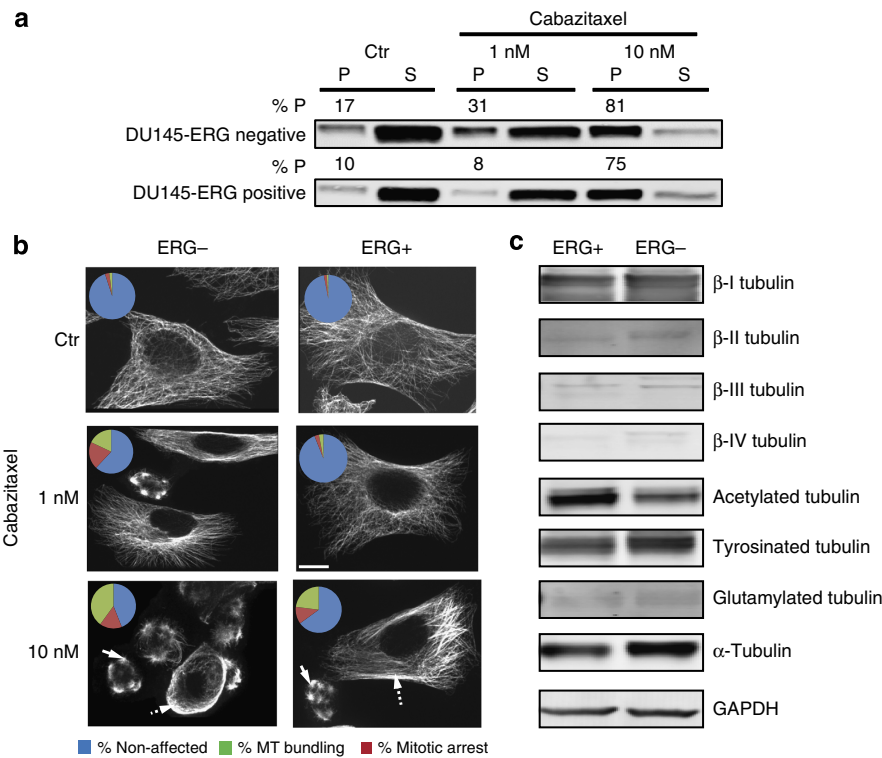 a
Cabazitaxel
Ctr 1 nM 10 nM
P S P S P S
% P 17 31 81
DU145-ERG negative
% P 10 8 75
DU145-ERG positive
b
ERG– ERG+
Ctr
Cabazitaxel
1 nM
10 nM
% Non-affected % MT bundling % Mitotic arrest
c
ERG+ ERG–
β-I tubulin
β-II tubulin
β-III tubulin
β-IV tubulin
Acetylated tubulin
Tyrosinated tubulin
Glutamylated tubulin
α-Tubulin
GAPDH